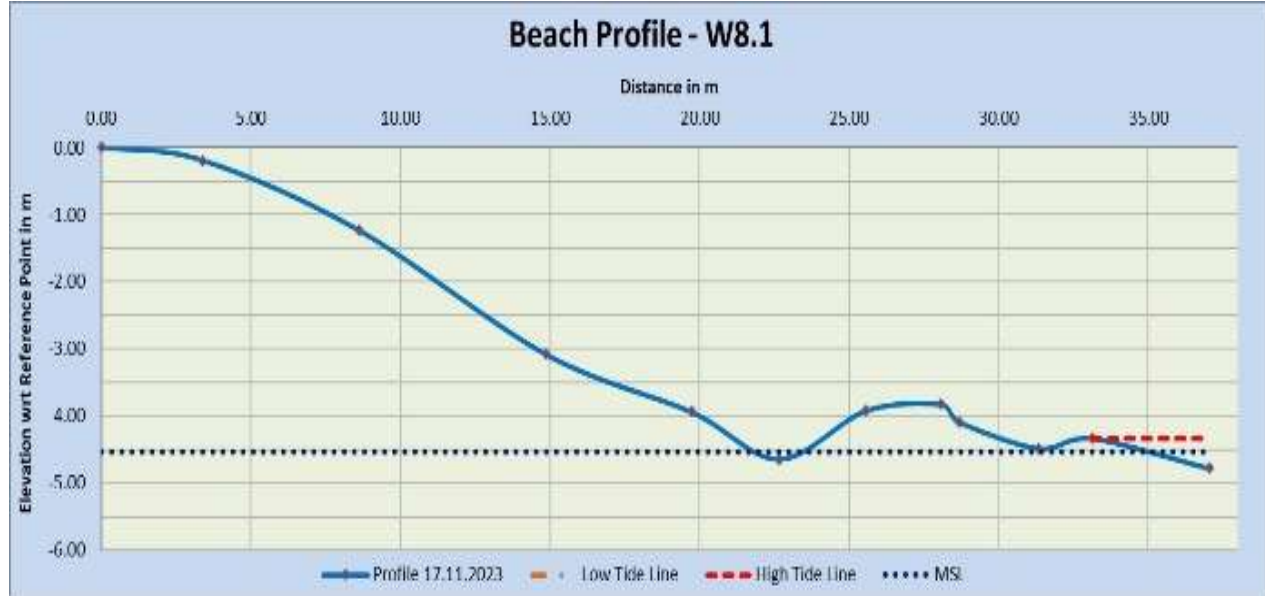 Beach Profile - W8.1
Distance in m
0.00 5.00 10.00 15.00 20.00 25.00 30.00 35.00
Elevation wrt Reference Point in m
0.00
-1.00
-2.00
-3.00
4.00
-5.00
-6.00
Profile 17.11.2023 Low Tide Line High Tide Line MSL